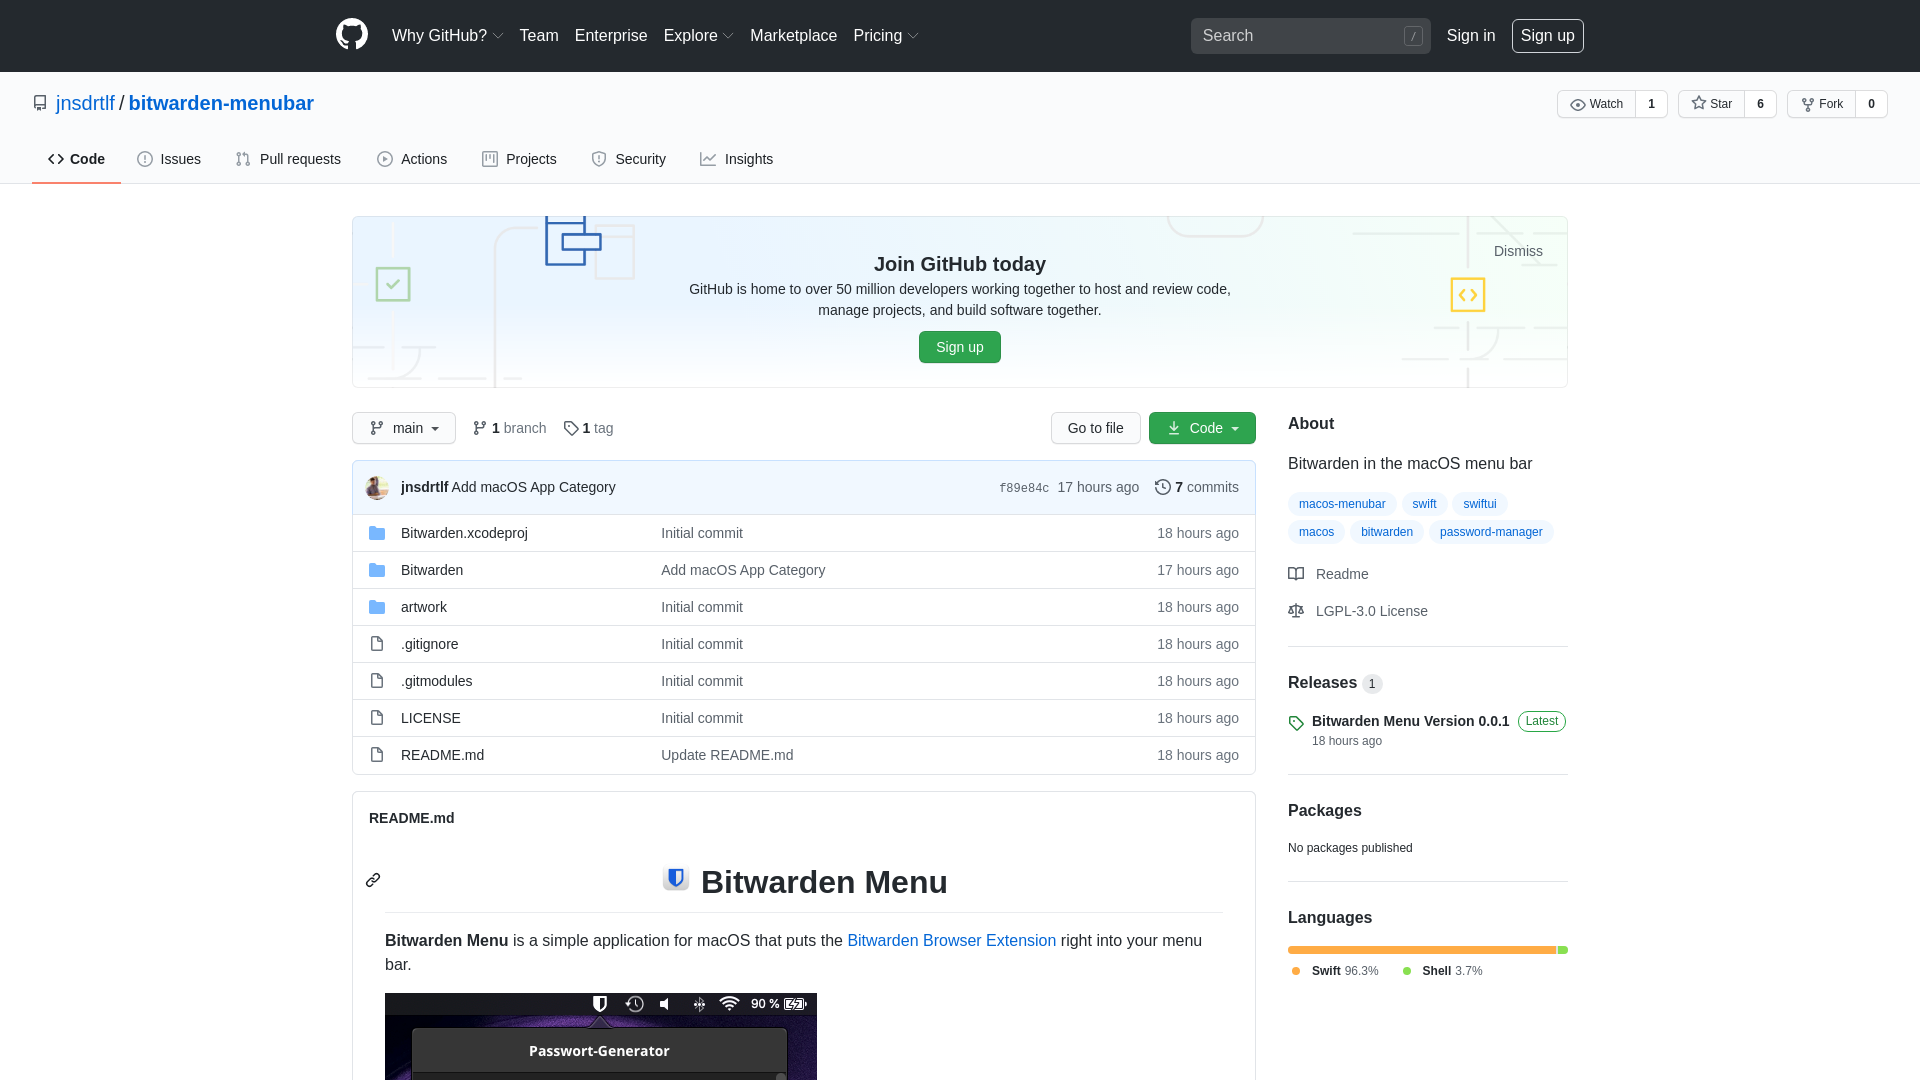 Why GitHub? Team Enterprise Explore Marketplace Pricing Search / Sign in Sign up
jnsdrtlf / bitwarden-menubar Watch 1 Star 6 Fork 0
Code Issues Pull requests Actions Projects Security Insights
Dismiss
Join GitHub today
GitHub is home to over 50 million developers working together to host and review code,
manage projects, and build software together.
Sign up
main 1 branch 1 tag Go to file Code
jnsdrtlf Add macOS App Category f89e84c 17 hours ago 7 commits
Bitwarden.xcodeproj Initial commit 18 hours ago
Bitwarden Add macOS App Category 17 hours ago
artwork Initial commit 18 hours ago
.gitignore Initial commit 18 hours ago
.gitmodules Initial commit 18 hours ago
LICENSE Initial commit 18 hours ago
README.md Update README.md 18 hours ago
README.md
Bitwarden Menu
Bitwarden Menu is a simple application for macOS that puts the Bitwarden Browser Extension right into your menu
bar.
90 %
Passwort-Generator
About
Bitwarden in the macOS menu bar
macos-menubar swift swiftui
macos bitwarden password-manager
Readme
LGPL-3.0 License
Releases 1
Bitwarden Menu Version 0.0.1 Latest
18 hours ago
Packages
No packages published
Languages
Swift 96.3% Shell 3.7%